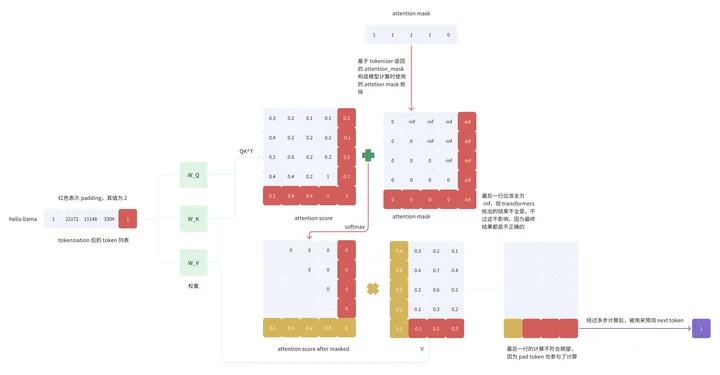 attention mask
1 1 1 1 0
基于 tokenizer 返回
的 attention_mask
构造模型计算时使用
的 attetion mask 矩
阵
QK^T
0.3 0.2 0.1 0.1 0.2
0.4 0.2 0.2 0.2 -0.1
0.2 0.6 0.2 0.2 0.3
0.4 0.4 0.2 1 0.1
0.2 0.4 0.4 1 2
attention score
0 -inf -inf -inf -inf
0 0 -inf -inf -inf
0 0 0 -inf -inf
0 0 0 0 -inf
0 0 0 0 -inf
attention mask
最后一行应该全为
-inf，但 transformers
给出的结果不全是，不
过这不影响，因为最终
结果都是不正确的
红色表示 padding，其值为 2
hello llama
1 22172 11148 3304 2
tokenziation 后的 token 列表
W_Q
W_K
W_V
权重
softmax
0 0 0 0
0 0 0
0 0
0
0.1 0.2 0.2 0.5 0
attention score after masked
0.4 0.3 0.2 0.1
0.4 0.7 0.4
0.3 0.2 0.6 0.2
0.2 0.3 0.2
0.2 -0.1 0.1 0.3
V
最后一行的计算不符合期望，
因为 pad token 也参与了计算
经过多步计算后，被用来预测 next token
1